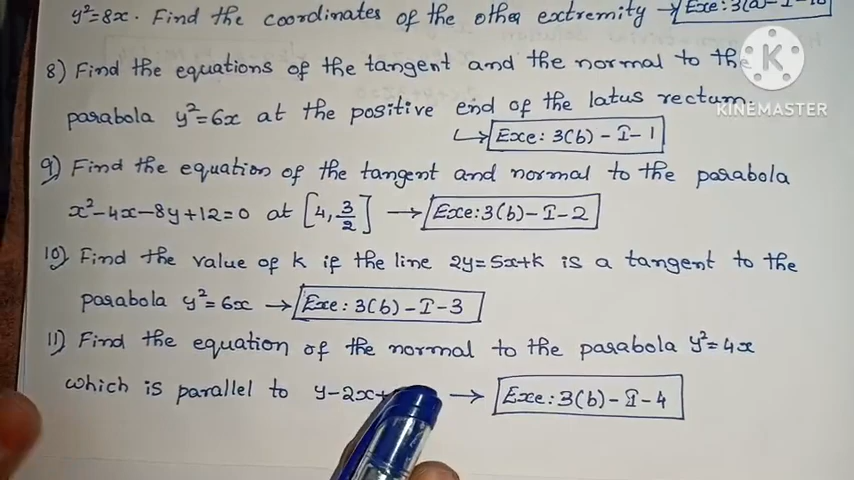 y²=8x. Find the coordinates of the other extremity → Exe: 3(a)-I-10
8) Find the equations of the tangent and the normal to the
parabola y²=6x at the positive end of the latus rectum.
↳ Exe: 3(b) - I - 1
9) Find the equation of the tangent and normal to the parabola
x²-4x-8y+12=0 at [4, 3/2] → Exe: 3(b) - I - 2
10) Find the value of k if the line 2y=5x+k is a tangent to the
parabola y²=6x → Exe: 3(b) - I - 3
11) Find the equation of the normal to the parabola y²=4x
which is parallel to y-2x+ → Exe: 3(b) - I - 4
K
KINEMASTER